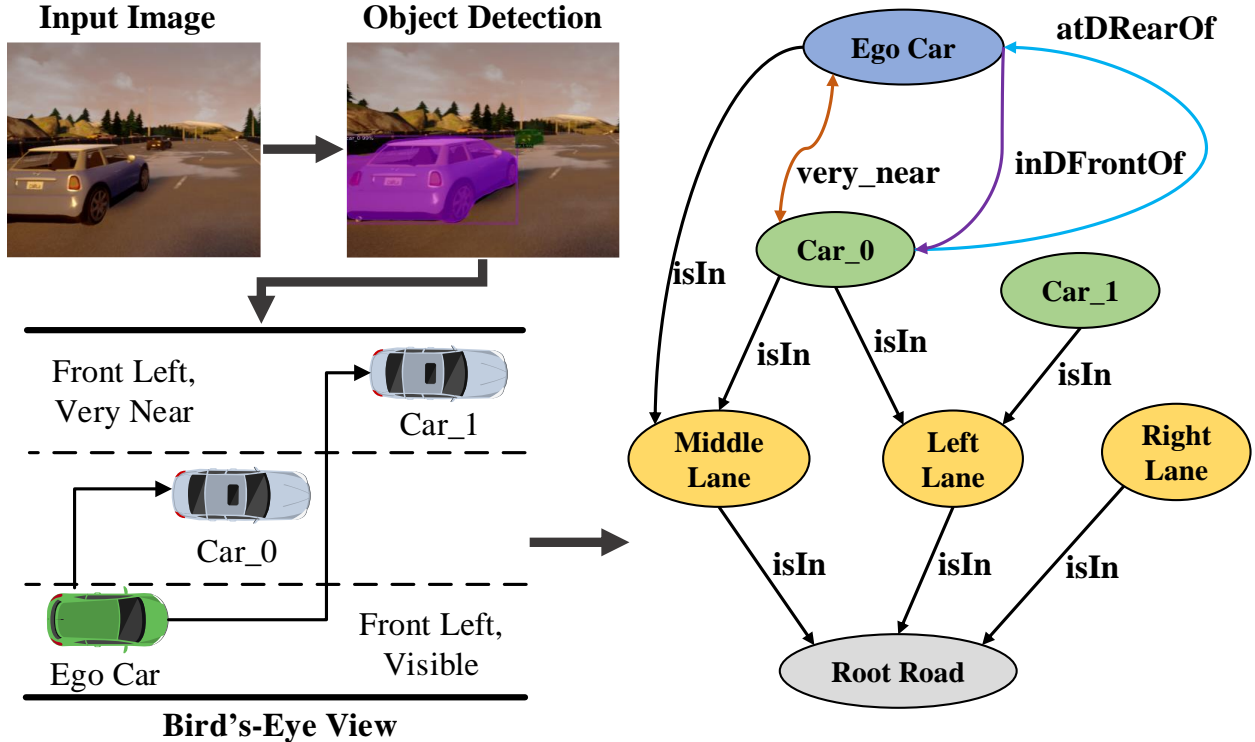 Input Image
Object Detection
Front Left,
Very Near
Car_1
Car_0
Ego Car
Front Left,
Visible
Bird's-Eye View
Ego Car
atDRearOf
very_near
inDFrontOf
Car_0
isIn
Car_1
isIn
isIn
isIn
Middle
Lane
Left
Lane
Right
Lane
isIn
isIn
isIn
Root Road